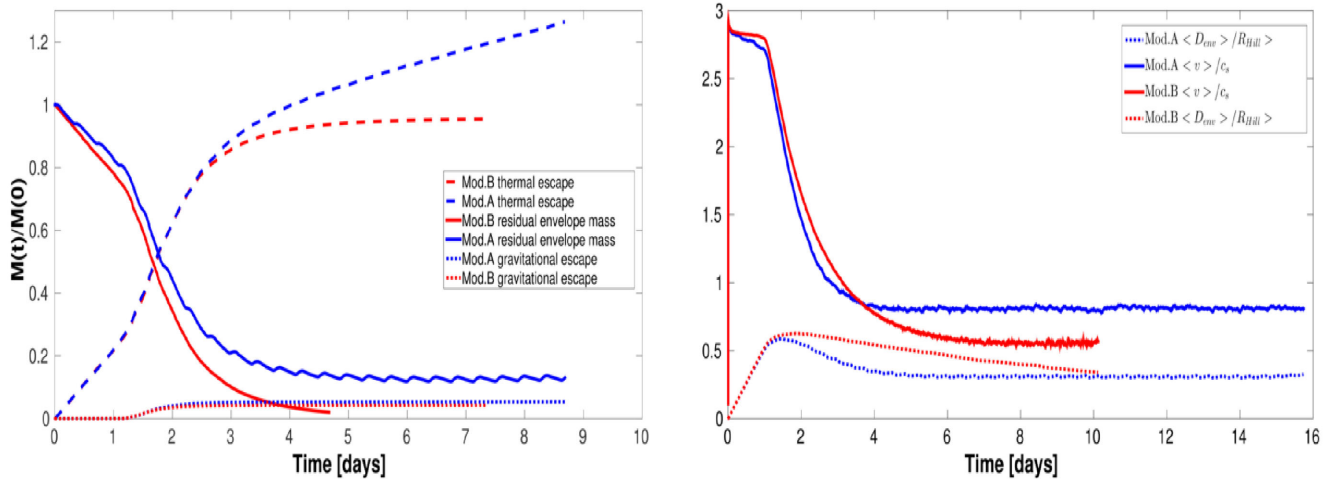 M(t)/M(0)
1.2
1
0.8
0.6
0.4
0.2
0
0 1 2 3 4 5 6 7 8 9 10
Time [days]
Mod.B thermal escape
Mod.A thermal escape
Mod.B residual envelope mass
Mod.A residual envelope mass
Mod.A gravitational escape
Mod.B gravitational escape
3
2.5
2
1.5
1
0.5
0
0 2 4 6 8 10 12 14 16
Time [days]
Mod.A < D_env > /R_Hill >
Mod.A < v > /c_s
Mod.B < v > /c_s
Mod.B < D_env > /R_Hill >